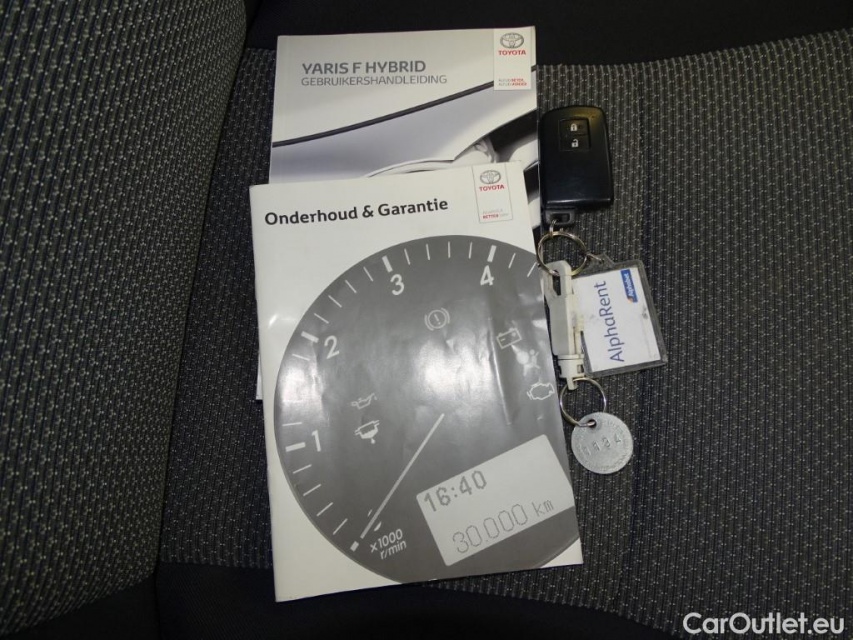 YARIS F HYBRID
GEBRUIKERSHANDLEIDING
TOYOTA
Onderhoud & Garantie
TOYOTA
1
2
3
4
x1000
r/min
16:40
30.000 km
AlphaRent
CarOutlet.eu